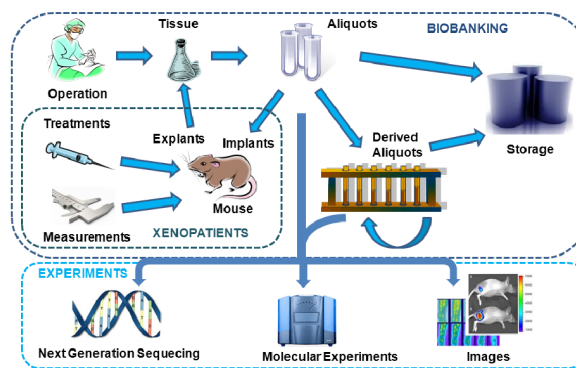 Tissue
Aliquots
BIOBANKING
Operation
Treatments
Explants
Implants
Derived
Aliquots
Storage
Mouse
Measurements
XENOPATIENTS
EXPERIMENTS
Next Generation Sequecing
Molecular Experiments
Images